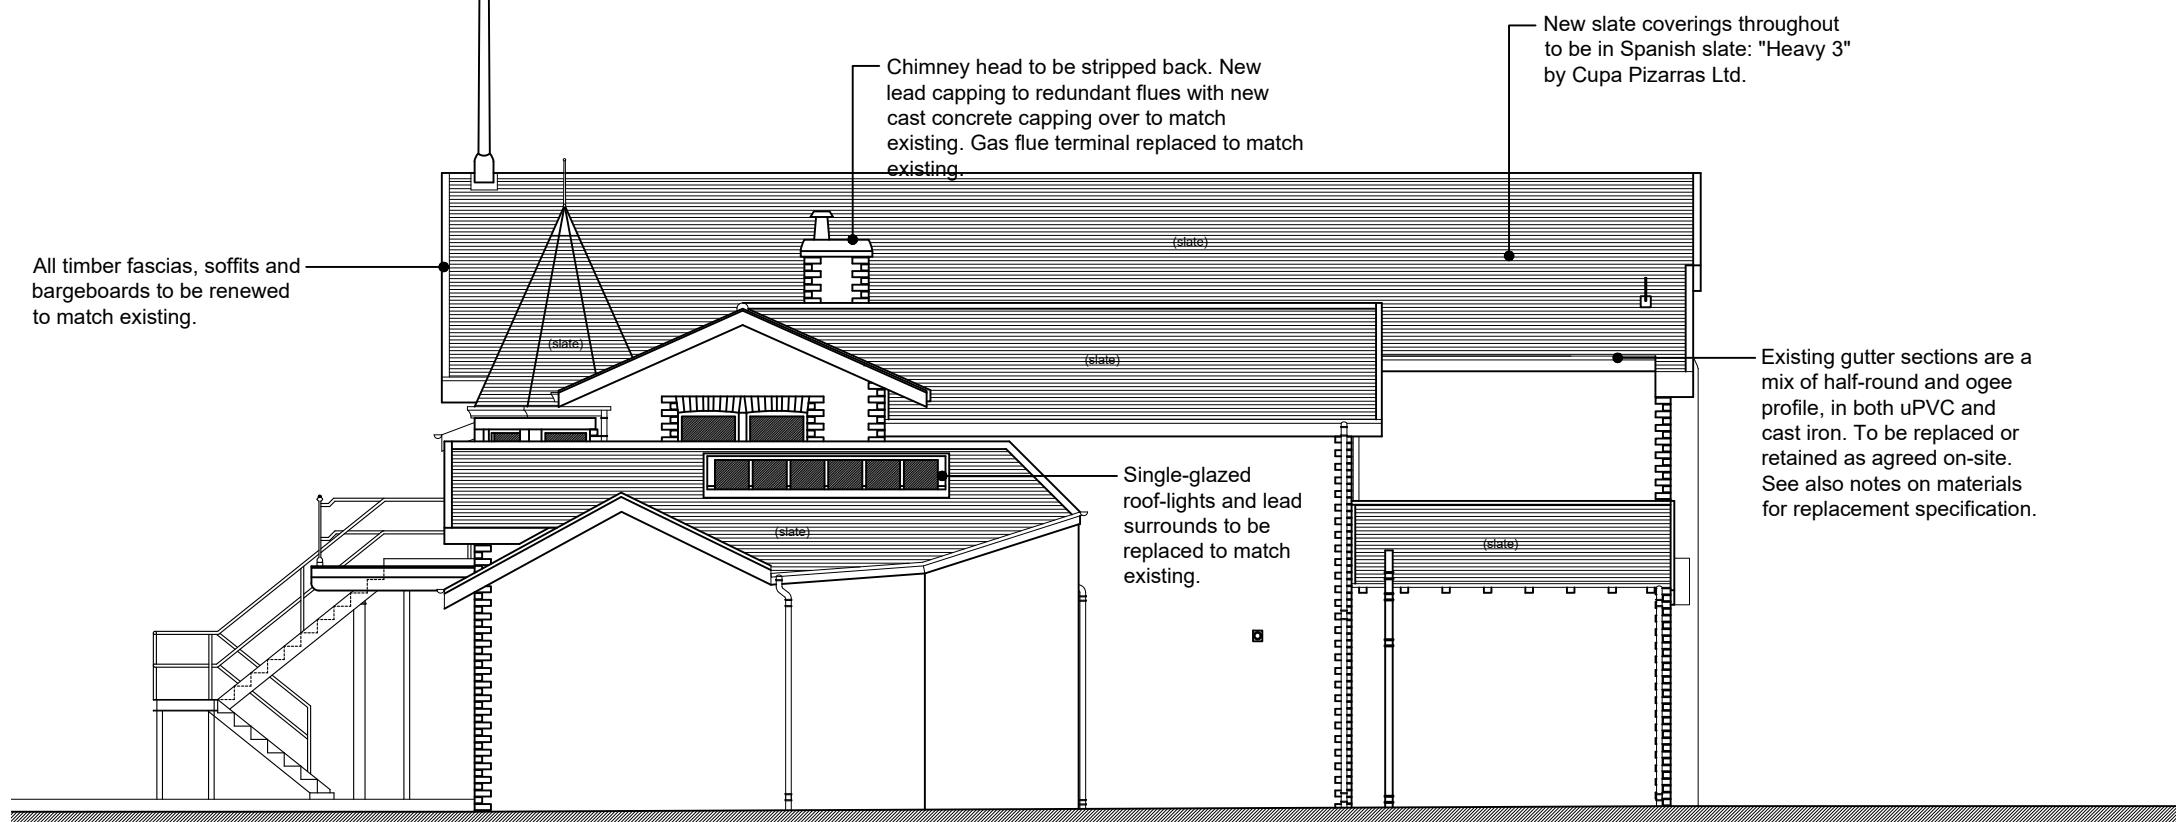 New slate coverings throughout
to be in Spanish slate: "Heavy 3"
by Cupa Pizarras Ltd.
Chimney head to be stripped back. New
lead capping to redundant flues with new
cast concrete capping over to match
existing. Gas flue terminal replaced to match
existing.
(slate)
All timber fascias, soffits and
bargeboards to be renewed
to match existing.
(slate)
(slate)
Existing gutter sections are a
mix of half-round and ogee
profile, in both uPVC and
cast iron. To be replaced or
retained as agreed on-site.
See also notes on materials
for replacement specification.
Single-glazed
roof-lights and lead
surrounds to be
replaced to match
existing.
(slate)
(slate)